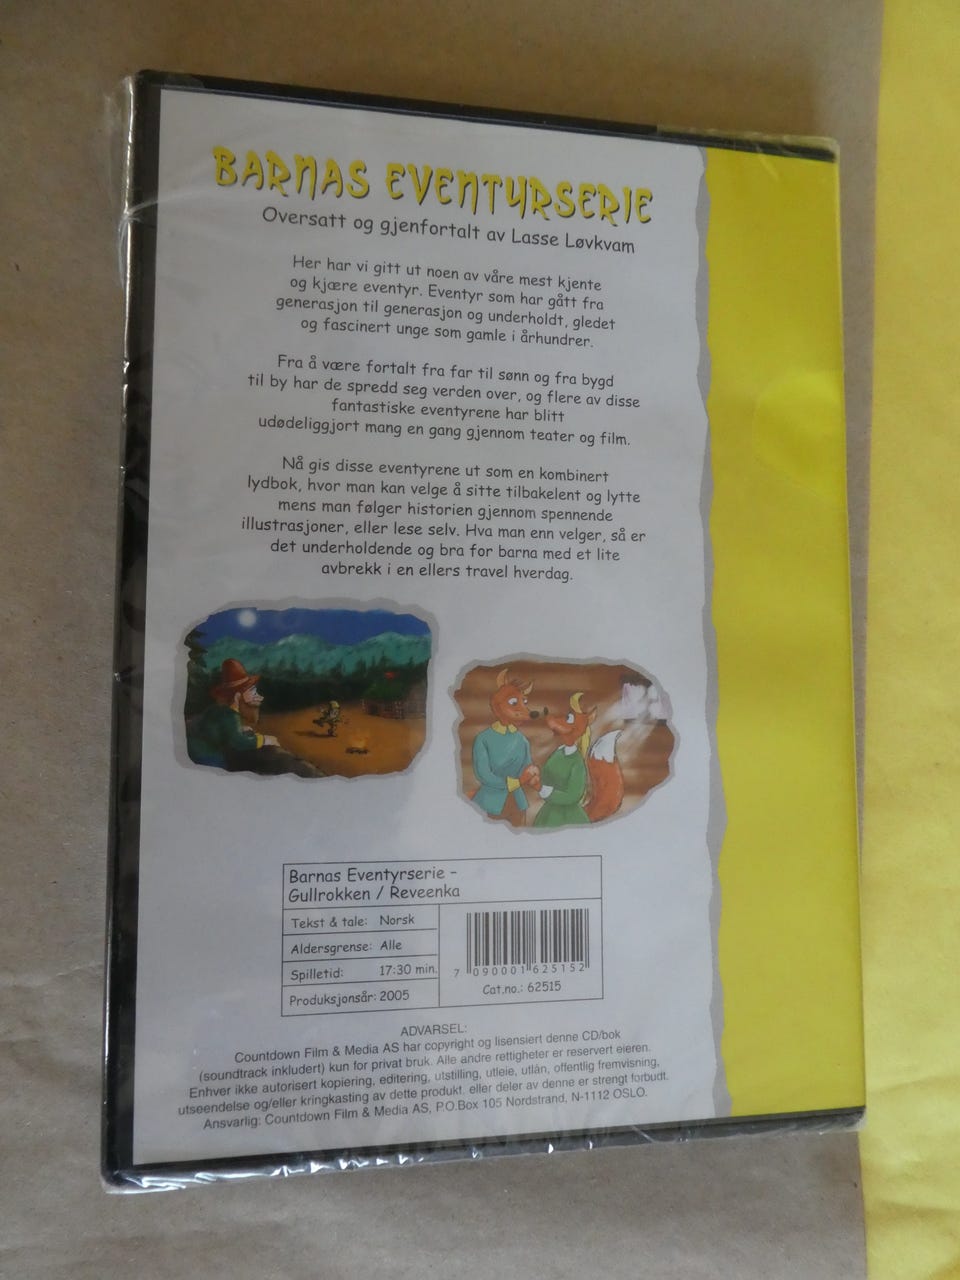 BARNAS EVENTYRSERIE
Oversatt og gjenfortalt av Lasse Løvkvam
Her har vi gitt ut noen av våre mest kjente
og kjære eventyr. Eventyr som har gått fra
generasjon til generasjon og underholdt, gledet
og fascinert unge som gamle i århundrer.
Fra å være fortalt fra far til sønn og fra bygd
til by har de spredd seg verden over, og flere av disse
fantastiske eventyrene har blitt
udødeliggjort mang en gang gjennom teater og film.
Nå gis disse eventyrene ut som en kombinert
lydbok, hvor man kan velge å sitte tilbakelent og lytte
mens man følger historien gjennom spennende
illustrasjoner, eller lese selv. Hva man enn velger, så er
det underholdende og bra for barna med et lite
avbrekk i en ellers travel hverdag.
Barnas Eventyrserie -
Gullrokken / Reveenka
Tekst & tale: Norsk
Aldersgrense: Alle
Spilletid: 17:30 min.
Produksjonsår: 2005
7 090001 625152
Cat.no.: 62515
ADVARSEL:
Countdown Film & Media AS har copyright og lisensiert denne CD/bok
(soundtrack inkludert) kun for privat bruk. Alle andre rettigheter er reservert eieren.
Enhver ikke autorisert kopiering, editering, utstilling, utleie, utlån, offentlig fremvisning,
utseendelse og/eller kringkasting av dette produkt, eller deler av denne er strengt forbudt.
Ansvarlig: Countdown Film & Media AS, P.O.Box 105 Nordstrand, N-1112 OSLO.